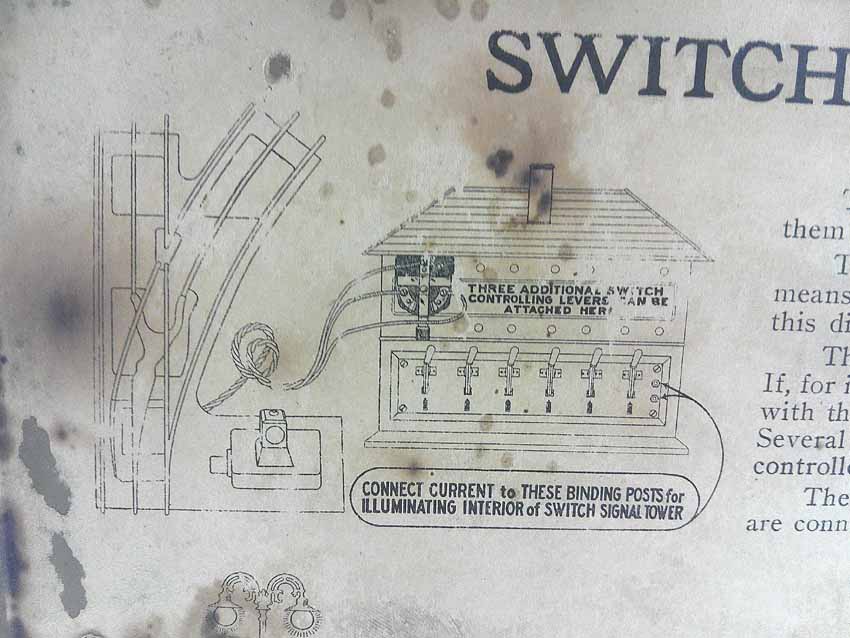 SWITCH
THREE ADDITIONAL SWITCH
CONTROLLING LEVERS CAN BE
ATTACHED HERE
CONNECT CURRENT to THESE BINDING POSTS for
ILLUMINATING INTERIOR of SWITCH SIGNAL TOWER
them
means
this di
Th
If, for i
with th
Several
controlle
The
are conn